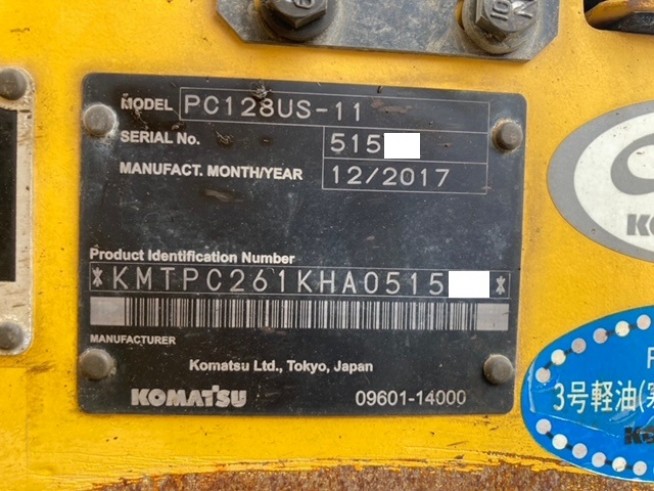 MODEL PC128US-11
SERIAL No. 515
MANUFACT. MONTH/YEAR 12/2017
Product Identification Number
*KMTPC261KHA0515 *
MANUFACTURER
Komatsu Ltd., Tokyo, Japan
KOMATSU 09601-14000
3号軽油(寒